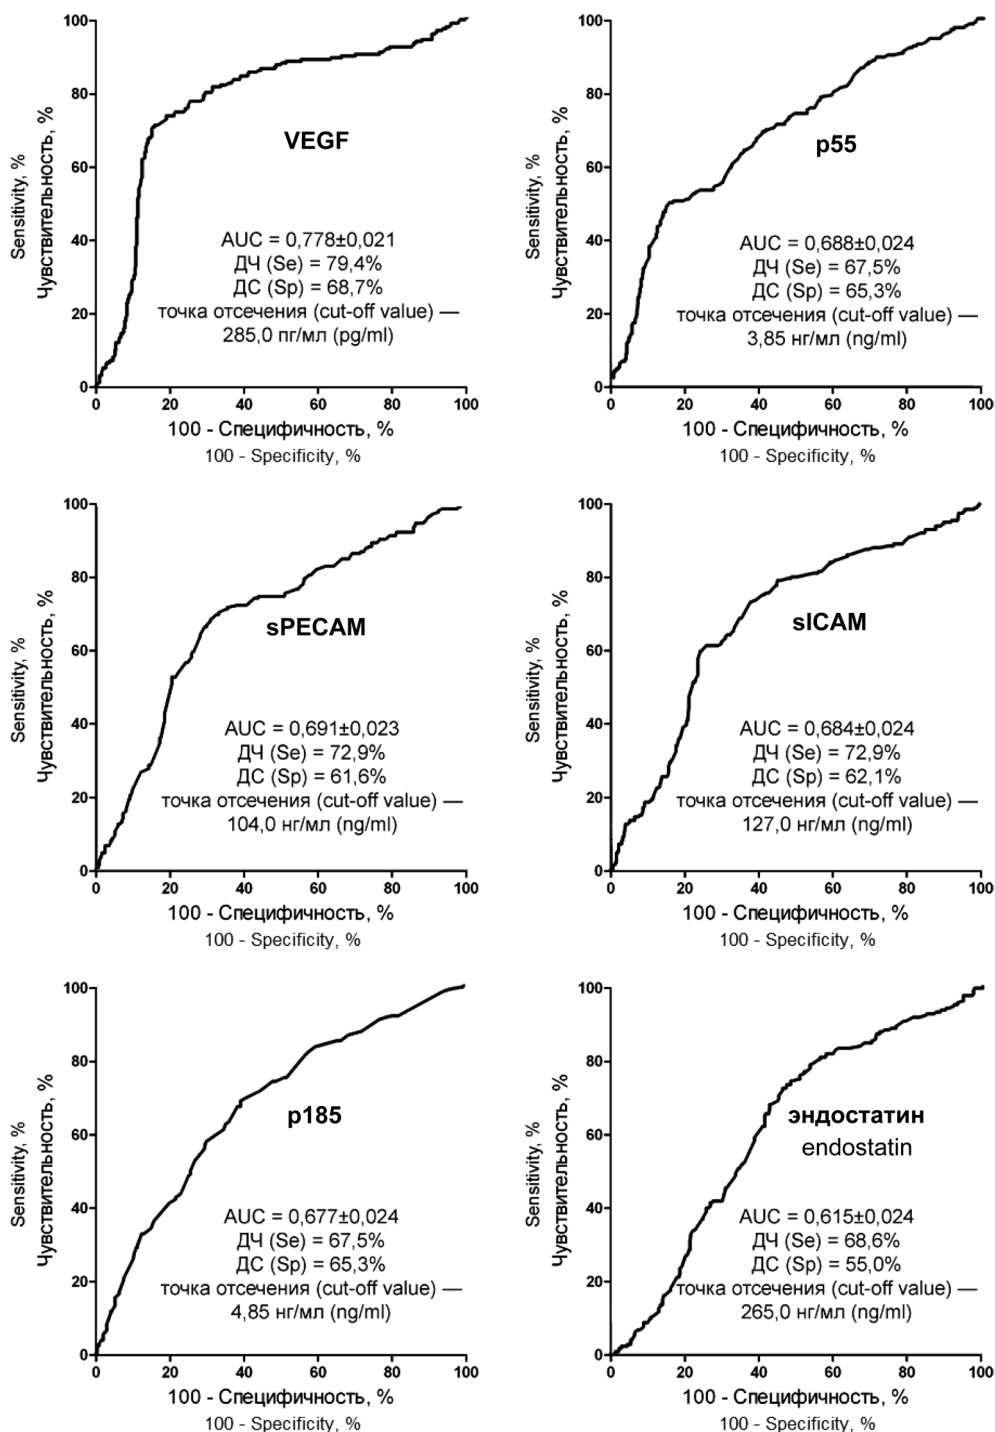 Sensitivity, %
Чувствительность, %
100
80
60
40
20
0
VEGF
AUC = 0,778±0,021
ДЧ (Se) = 79,4%
ДС (Sp) = 68,7%
точка отсечения (cut-off value) —
285,0 пг/мл (pg/ml)
0 20 40 60 80 100
100 - Специфичность, %
100 - Specificity, %
Sensitivity, %
Чувствительность, %
100
80
60
40
20
0
p55
AUC = 0,688±0,024
ДЧ (Se) = 67,5%
ДС (Sp) = 65,3%
точка отсечения (cut-off value) —
3,85 нг/мл (ng/ml)
0 20 40 60 80 100
100 - Специфичность, %
100 - Specificity, %
Sensitivity, %
Чувствительность, %
100
80
60
40
20
0
sPECAM
AUC = 0,691±0,023
ДЧ (Se) = 72,9%
ДС (Sp) = 61,6%
точка отсечения (cut-off value) —
104,0 нг/мл (ng/ml)
0 20 40 60 80 100
100 - Специфичность, %
100 - Specificity, %
Sensitivity, %
Чувствительность, %
100
80
60
40
20
0
sICAM
AUC = 0,684±0,024
ДЧ (Se) = 72,9%
ДС (Sp) = 62,1%
точка отсечения (cut-off value) —
127,0 нг/мл (ng/ml)
0 20 40 60 80 100
100 - Специфичность, %
100 - Specificity, %
Sensitivity, %
Чувствительность, %
100
80
60
40
20
0
p185
AUC = 0,677±0,024
ДЧ (Se) = 67,5%
ДС (Sp) = 65,3%
точка отсечения (cut-off value) —
4,85 нг/мл (ng/ml)
0 20 40 60 80 100
100 - Специфичность, %
100 - Specificity, %
Sensitivity, %
Чувствительность, %
100
80
60
40
20
0
эндостатин
endostatin
AUC = 0,615±0,024
ДЧ (Se) = 68,6%
ДС (Sp) = 55,0%
точка отсечения (cut-off value) —
265,0 нг/мл (ng/ml)
0 20 40 60 80 100
100 - Специфичность, %
100 - Specificity, %